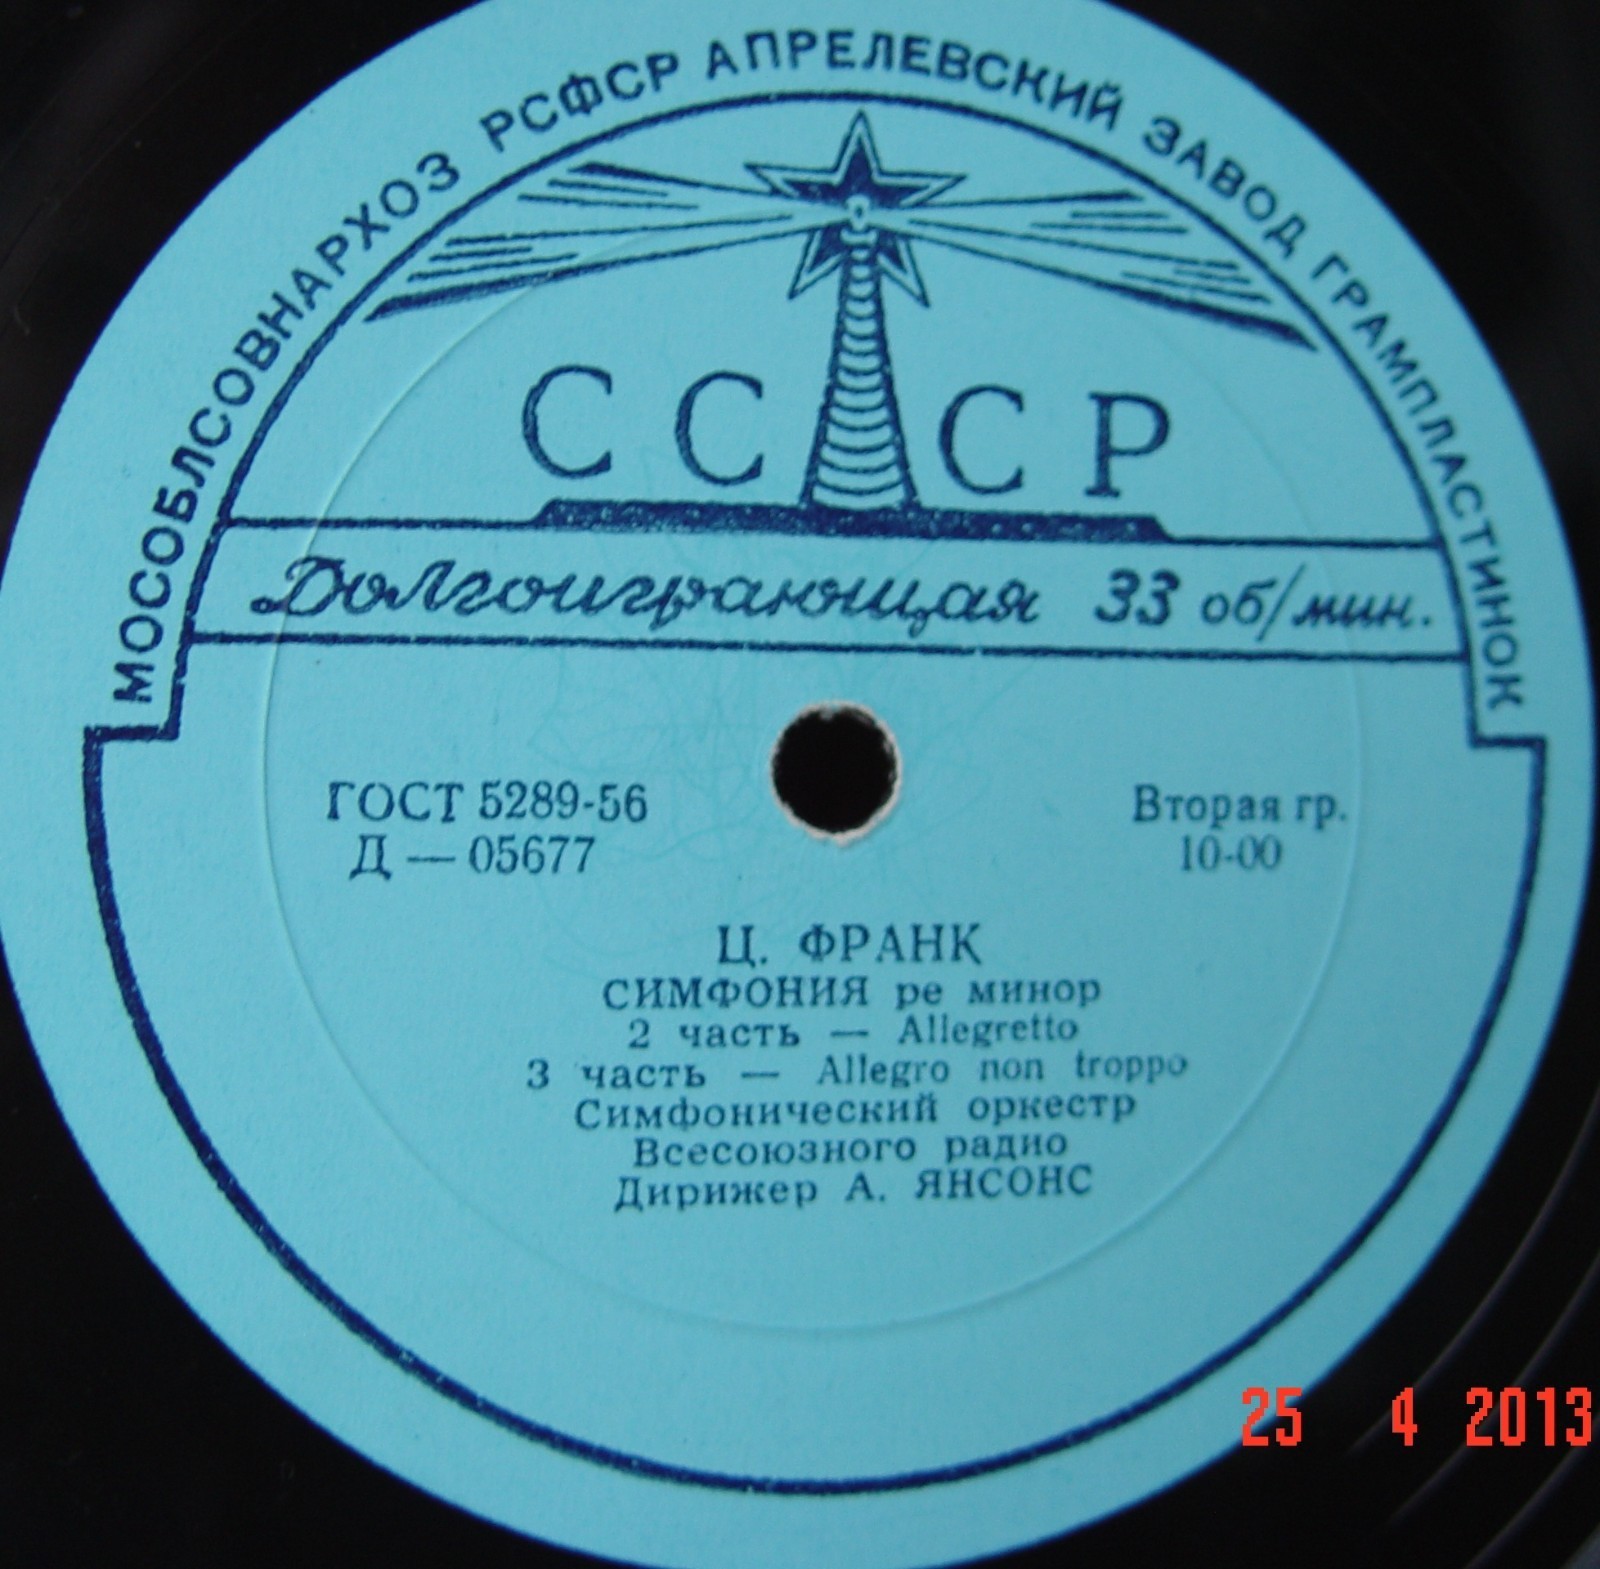 МОСОБЛСОВНАРХОЗ РСФСР АПРЕЛЕВСКИЙ ЗАВОД ГРАМПЛАСТИНОК
СССР
Долгоиграющая 33 об/мин.
ГОСТ 5289-56
Д — 05677
Вторая гр.
10-00
Ц. ФРАНК
СИМФОНИЯ ре минор
2 часть — Allegretto
3 часть — Allegro non troppo
Симфонический оркестр
Всесоюзного радио
Дирижер А. ЯНСОНС
25 4 2013